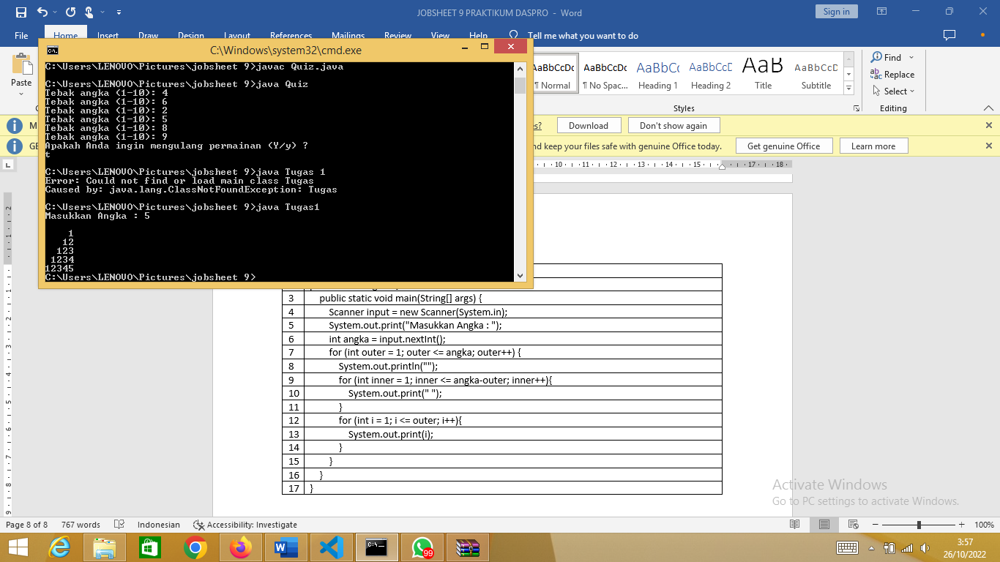 JOBSHEET 9 PRAKTIKUM DASPRO - Word
Sign in
File Home Insert Draw Design Layout References Mailings Review View Help Tell me what you want to do
C:\Windows\system32\cmd.exe
C:\Users\LENOVO\Pictures\jobsheet 9>javac Quiz.java
C:\Users\LENOVO\Pictures\jobsheet 9>java Quiz
Tebak angka (1-10): 4
Tebak angka (1-10): 6
Tebak angka (1-10): 2
Tebak angka (1-10): 5
Tebak angka (1-10): 8
Tebak angka (1-10): 9
Apakah Anda ingin mengulang permainan (Y/y) ?
t
C:\Users\LENOVO\Pictures\jobsheet 9>java Tugas 1
Error: Could not find or load main class Tugas
Caused by: java.lang.ClassNotFoundException: Tugas
C:\Users\LENOVO\Pictures\jobsheet 9>java Tugas1
Masukkan Angka : 5
    1
   12
  123
 1234
12345
C:\Users\LENOVO\Pictures\jobsheet 9>
Paste
AaBbCcDc AaBbCcDc AaBbCc AaBbCcC AaB AaBbCcD
¶ Normal ¶ No Spac... Heading 1 Heading 2 Title Subtitle
Styles
Find
Replace
Select
Editing
s? Download Don't show again
nd keep your files safe with genuine Office today. Get genuine Office Learn more
10 11 12 13 14 15 17 18
3 public static void main(String[] args) {
4 Scanner input = new Scanner(System.in);
5 System.out.print("Masukkan Angka : ");
6 int angka = input.nextInt();
7 for (int outer = 1; outer <= angka; outer++) {
8 System.out.println("");
9 for (int inner = 1; inner <= angka-outer; inner++){
10 System.out.print(" ");
11 }
12 for (int i = 1; i <= outer; i++){
13 System.out.print(i);
14 }
15 }
16 }
17 }
Activate Windows
Go to PC settings to activate Windows.
Page 8 of 8 767 words Indonesian Accessibility: Investigate 100%
99
3:57
26/10/2022